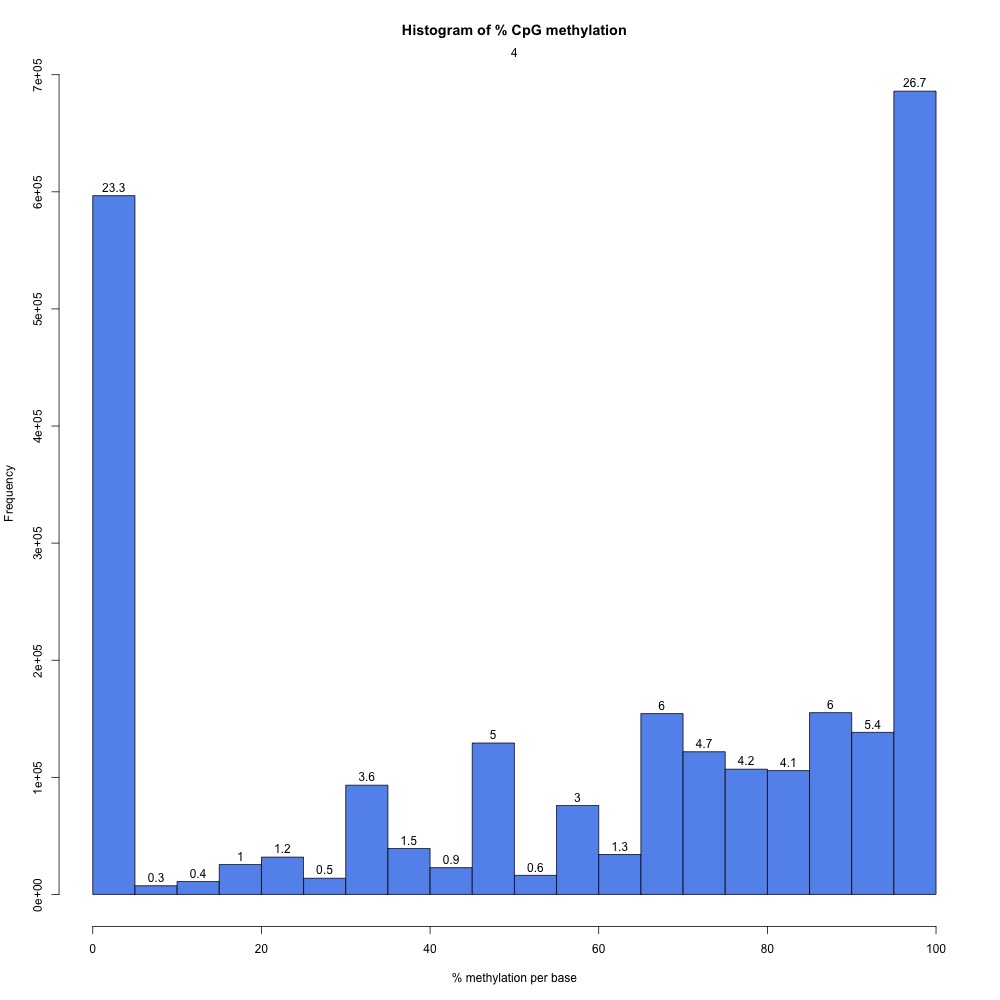 Histogram of % CpG methylation
4
Frequency
7e+05
6e+05
5e+05
4e+05
3e+05
2e+05
1e+05
0e+00
23.3
0.3
0.4
1
1.2
0.5
3.6
1.5
0.9
5
0.6
3
1.3
6
4.7
4.2
4.1
6
5.4
26.7
0 20 40 60 80 100
% methylation per base